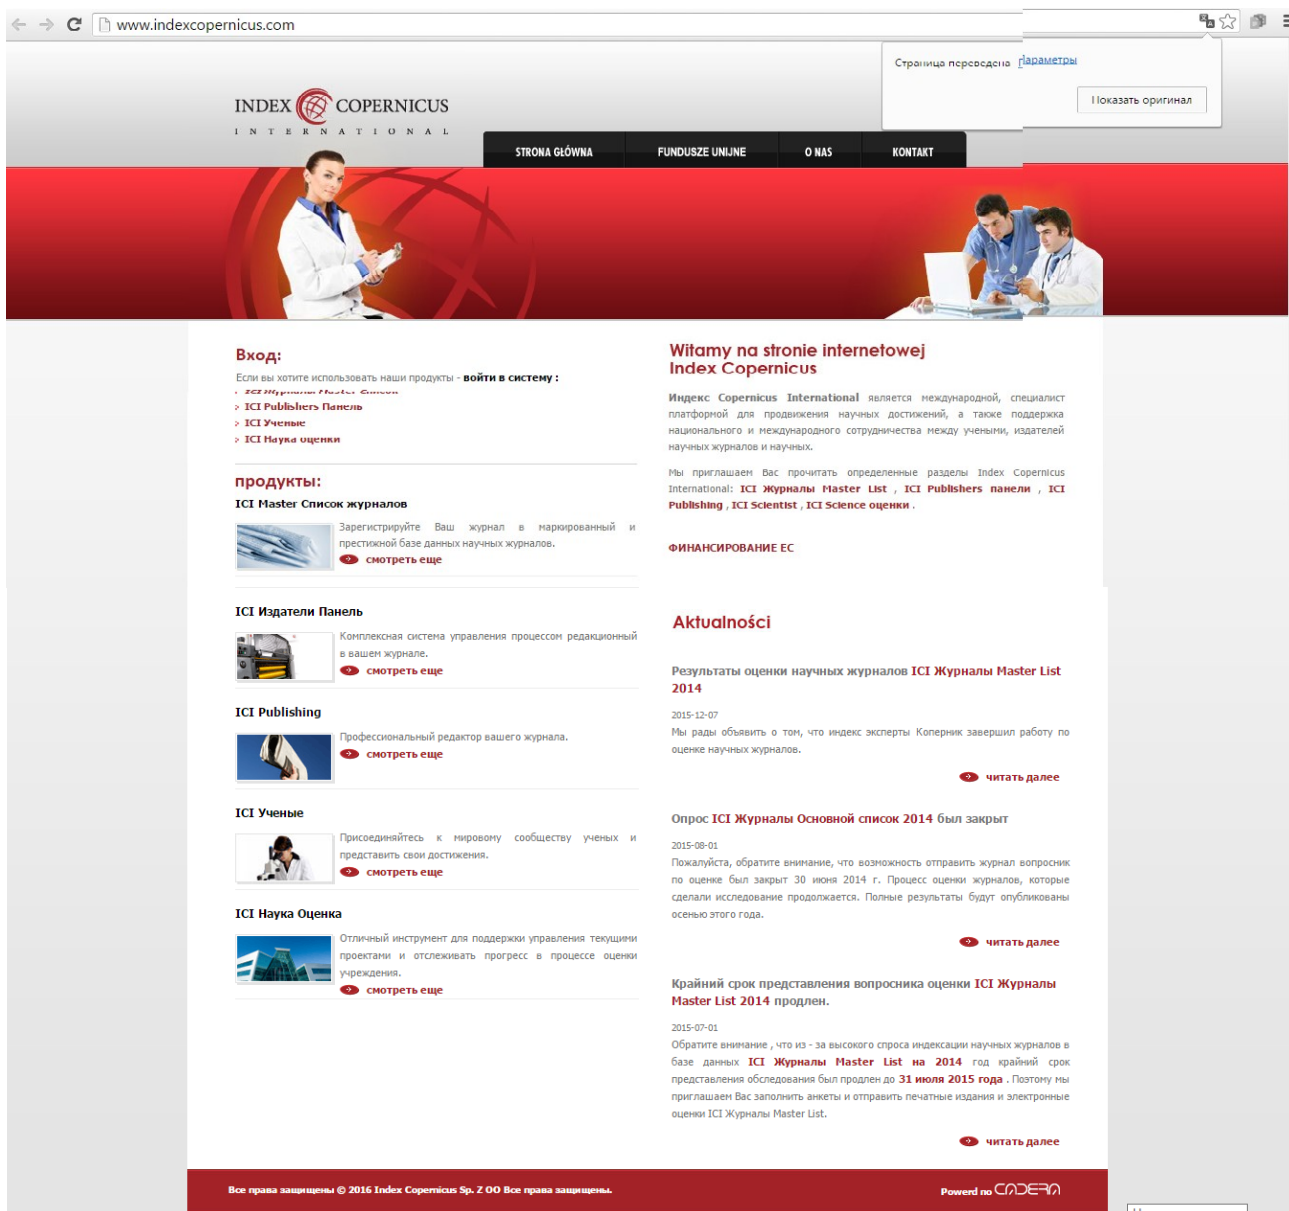 www.indexcopernicus.com
Страница переведена Параметры
Показать оригинал
INDEX COPERNICUS
INTERNATIONAL
STRONA GŁÓWNA FUNDUSZE UNIJNE O NAS KONTAKT
Вход:
Если вы хотите использовать наши продукты - войти в систему :
ICI Журналы Master Список
ICI Publishers Панель
ICI Ученые
ICI Наука оценки
продукты:
ICI Master Список журналов
Зарегистрируйте Ваш журнал в маркированный и
престижной базе данных научных журналов.
смотреть еще
ICI Издатели Панель
Комплексная система управления процессом редакционный
в вашем журнале.
смотреть еще
ICI Publishing
Профессиональный редактор вашего журнала.
смотреть еще
ICI Ученые
Присоединяйтесь к мировому сообществу ученых и
представить свои достижения.
смотреть еще
ICI Наука Оценка
Отличный инструмент для поддержки управления текущими
проектами и отслеживать прогресс в процессе оценки
учреждения.
смотреть еще
Witamy na stronie internetowej
Index Copernicus
Индекс Copernicus International является международной, специалист
платформой для продвижения научных достижений, а также поддержка
национального и международного сотрудничества между учеными, издателей
научных журналов и научных.
Мы приглашаем Вас прочитать определенные разделы Index Copernicus
International: ICI Журналы Master List , ICI Publishers панели , ICI
Publishing , ICI Scientist , ICI Science оценки .
ФИНАНСИРОВАНИЕ ЕС
Aktualności
Результаты оценки научных журналов ICI Журналы Master List
2014
2015-12-07
Мы рады объявить о том, что индекс эксперты Коперник завершил работу по
оценке научных журналов.
читать далее
Опрос ICI Журналы Основной список 2014 был закрыт
2015-08-01
Пожалуйста, обратите внимание, что возможность отправить журнал вопросник
по оценке был закрыт 30 июня 2014 г. Процесс оценки журналов, которые
сделали исследование продолжается. Полные результаты будут опубликованы
осенью этого года.
читать далее
Крайний срок представления вопросника оценки ICI Журналы
Master List 2014 продлен.
2015-07-01
Обратите внимание , что из - за высокого спроса индексации научных журналов в
базе данных ICI Журналы Master List на 2014 год крайний срок
представления обследования был продлен до 31 июля 2015 года . Поэтому мы
приглашаем Вас заполнить анкеты и отправить печатные издания и электронные
оценки ICI Журналы Master List.
читать далее
Все права защищены © 2016 Index Copernicus Sp. Z OO Все права защищены.
Powerd по CADERA